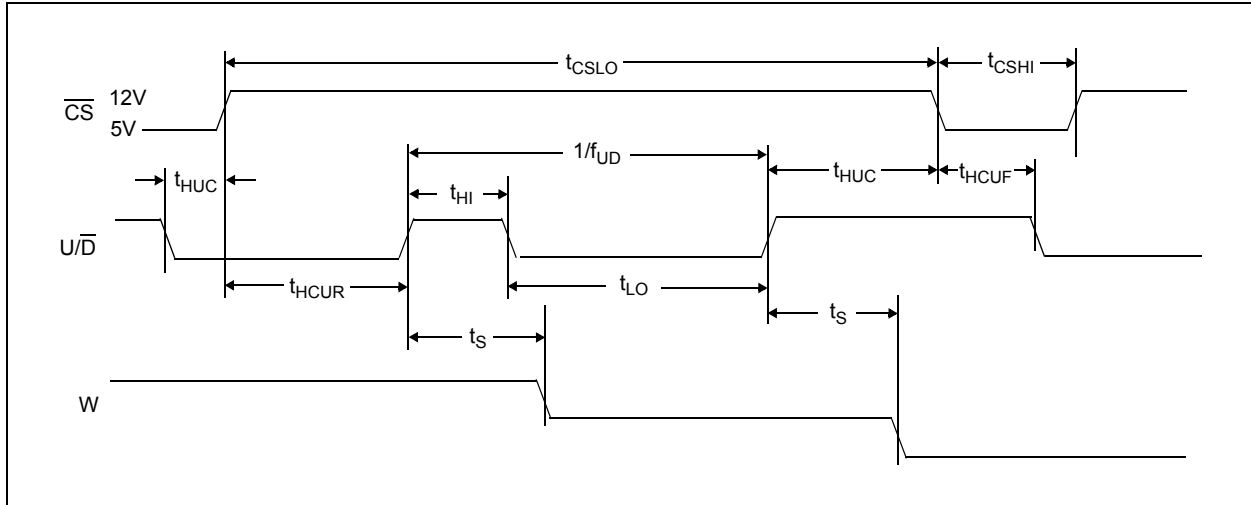 tCSLO
tCSHI
CS
12V
5V
1/fUD
tHUC
tHUC
tHCUF
tHI
U/D
tHCUR
tLO
tS
tS
W